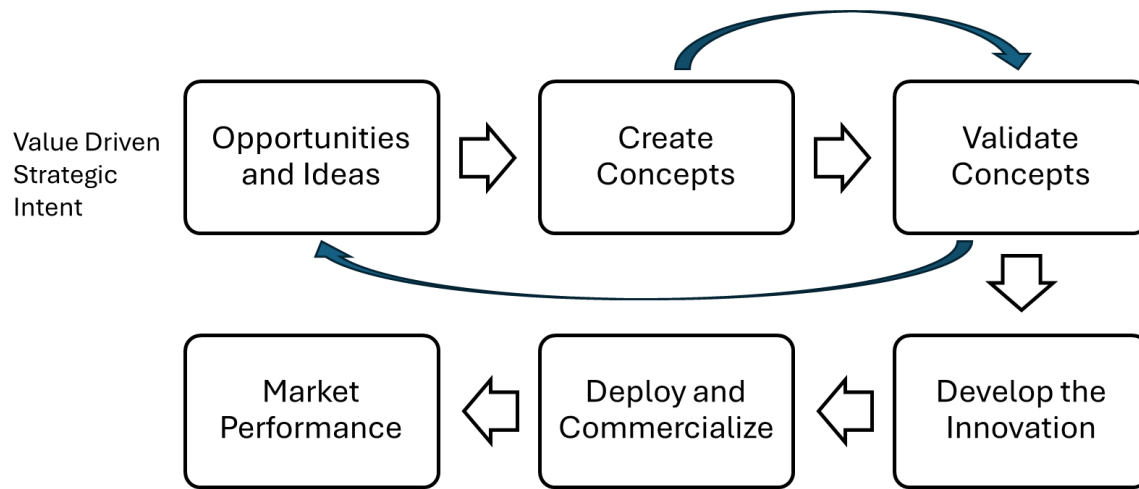 Value Driven
Strategic
Intent
Opportunities
and Ideas
Create
Concepts
Validate
Concepts
Market
Performance
Deploy and
Commercialize
Develop the
Innovation